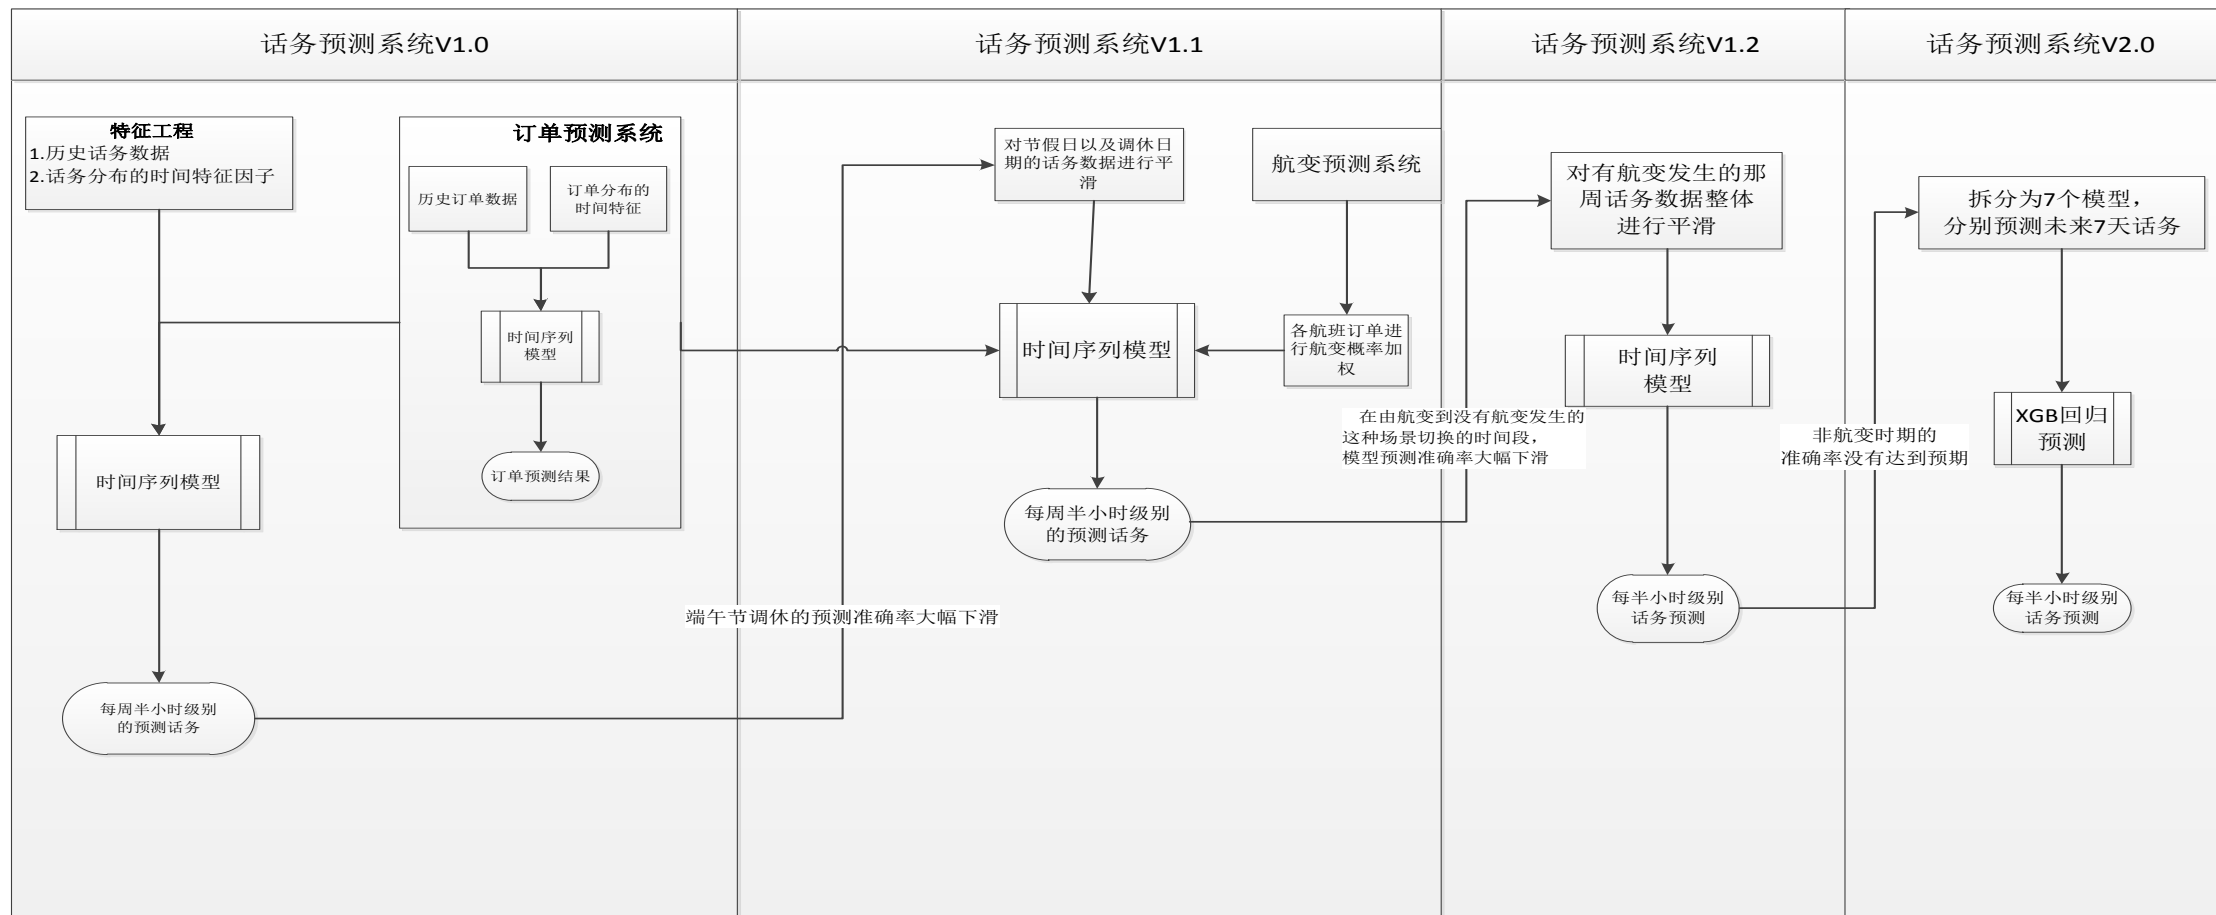 话务预测系统V1.0
话务预测系统V1.1
话务预测系统V1.2
话务预测系统V2.0
特征工程
1.历史话务数据
2.话务分布的时间特征因子
订单预测系统
历史订单数据
订单分布的
时间特征
时间序列
模型
订单预测结果
时间序列模型
每周半小时级别
的预测话务
端午节调休的预测准确率大幅下滑
对节假日以及调休日
期的话务数据进行平
滑
航变预测系统
时间序列模型
各航班订单进
行航变概率加
权
每周半小时级别
的预测话务
在由航变到没有航变发生的
这种场景切换的时间段，
模型预测准确率大幅下滑
对有航变发生的那
周话务数据整体
进行平滑
时间序列
模型
每半小时级别
话务预测
非航变时期的
准确率没有达到预期
拆分为7个模型，
分别预测未来7天话务
XGB回归
预测
每半小时级别
话务预测